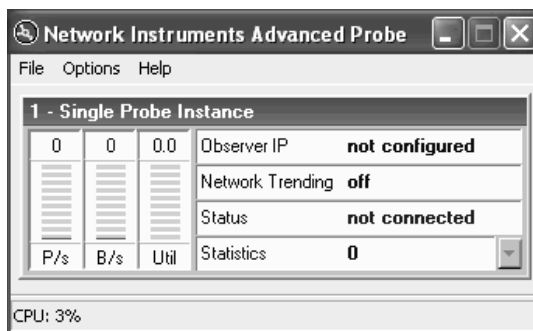 Network Instruments Advanced Probe
File Options Help
1 - Single Probe Instance
0 0 0.0 Observer IP not configured
Network Trending off
Status not connected
P/s B/s Util Statistics 0
CPU: 3%